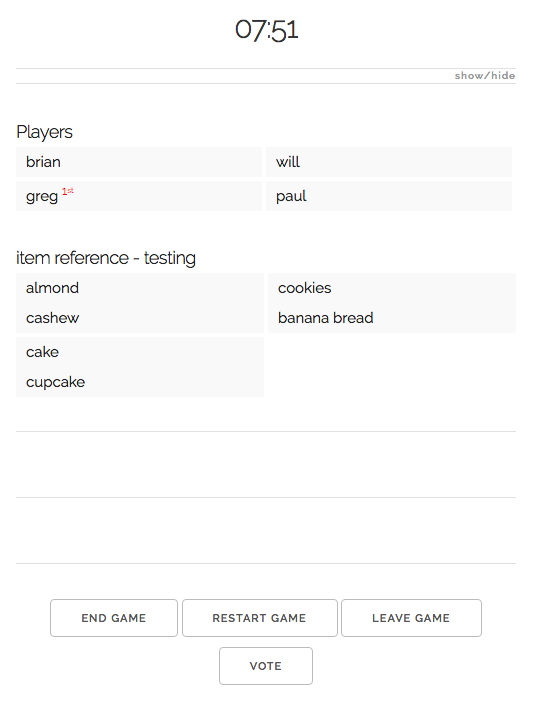 07:51
show/hide
Players
brian will
greg 1st paul
item reference - testing
almond cookies
cashew banana bread
cake
cupcake
END GAME RESTART GAME LEAVE GAME
VOTE